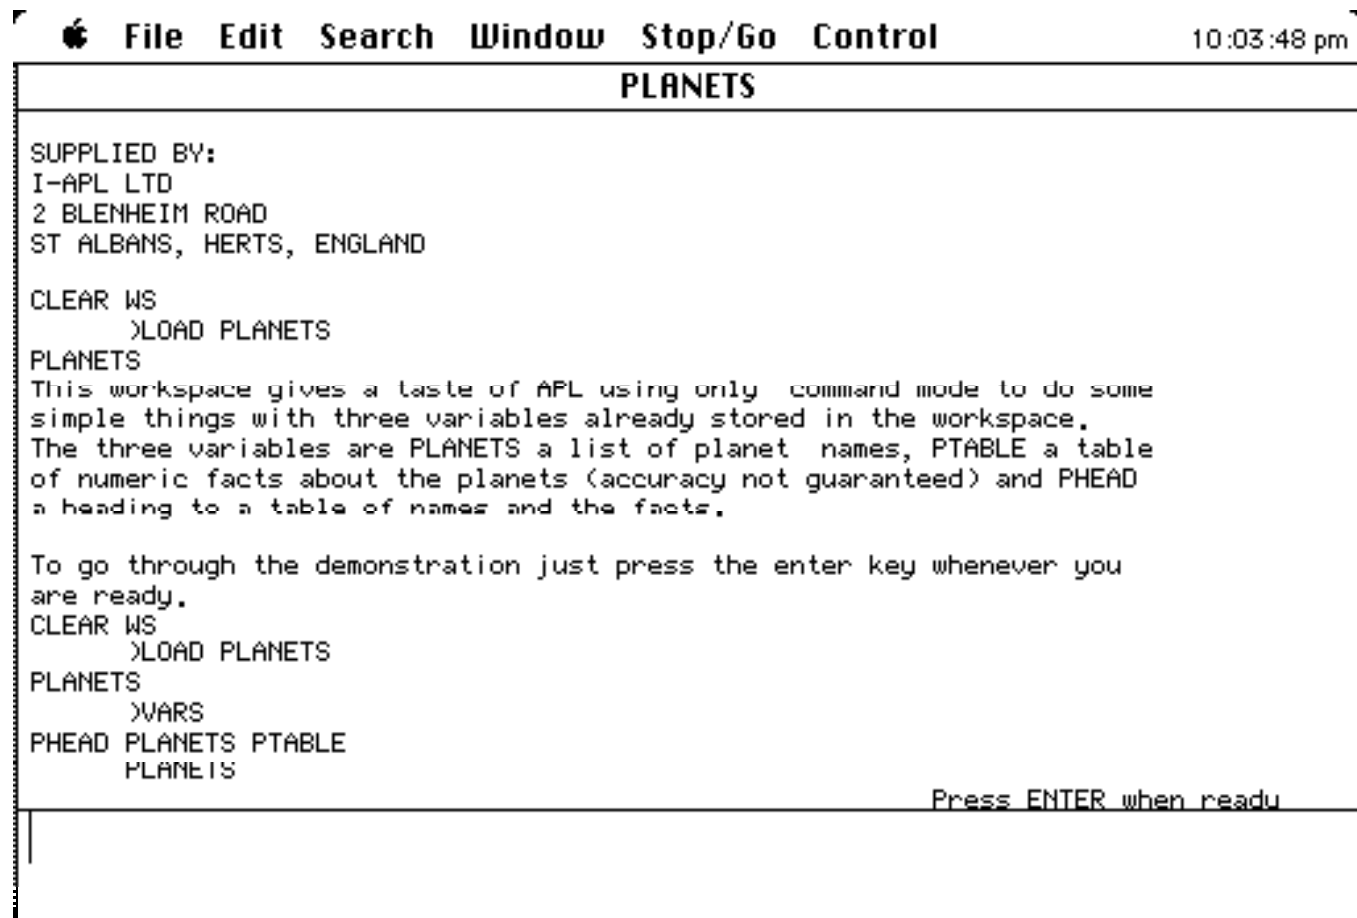 File Edit Search Window Stop/Go Control 10:03:48 pm
PLANETS
SUPPLIED BY:
I-APL LTD
2 BLENHEIM ROAD
ST ALBANS, HERTS, ENGLAND
CLEAR WS
)LOAD PLANETS
PLANETS
This workspace gives a taste of APL using only  command mode to do some
simple things with three variables already stored in the workspace.
The three variables are PLANETS a list of planet  names, PTABLE a table
of numeric facts about the planets (accuracy not guaranteed) and PHEAD
a heading to a table of names and the facts.
To go through the demonstration just press the enter key whenever you
are ready.
CLEAR WS
)LOAD PLANETS
PLANETS
)VARS
PHEAD PLANETS PTABLE
PLANETS
Press ENTER when ready